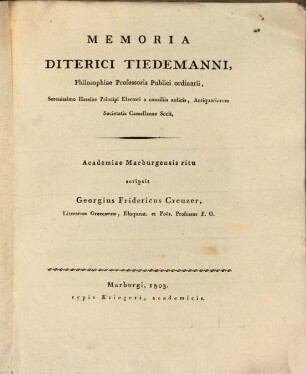 MEMORIA
DITERICI TIEDEMANNI,
Philosophiae Professoris Publici ordinarii,
Serenissimo Hassiae Principi Electori a consiliis aulicis, Antiquariorum
Societatis Cassellanae Socii,
Academiae Marburgensis ritu
scripsit
Georgius Fridericus Creuzer,
Litterarum Graecarum, Eloquent. et Poës. Professor P. O.
Marburgi, 1803.
typis Kriegeri, academicis.